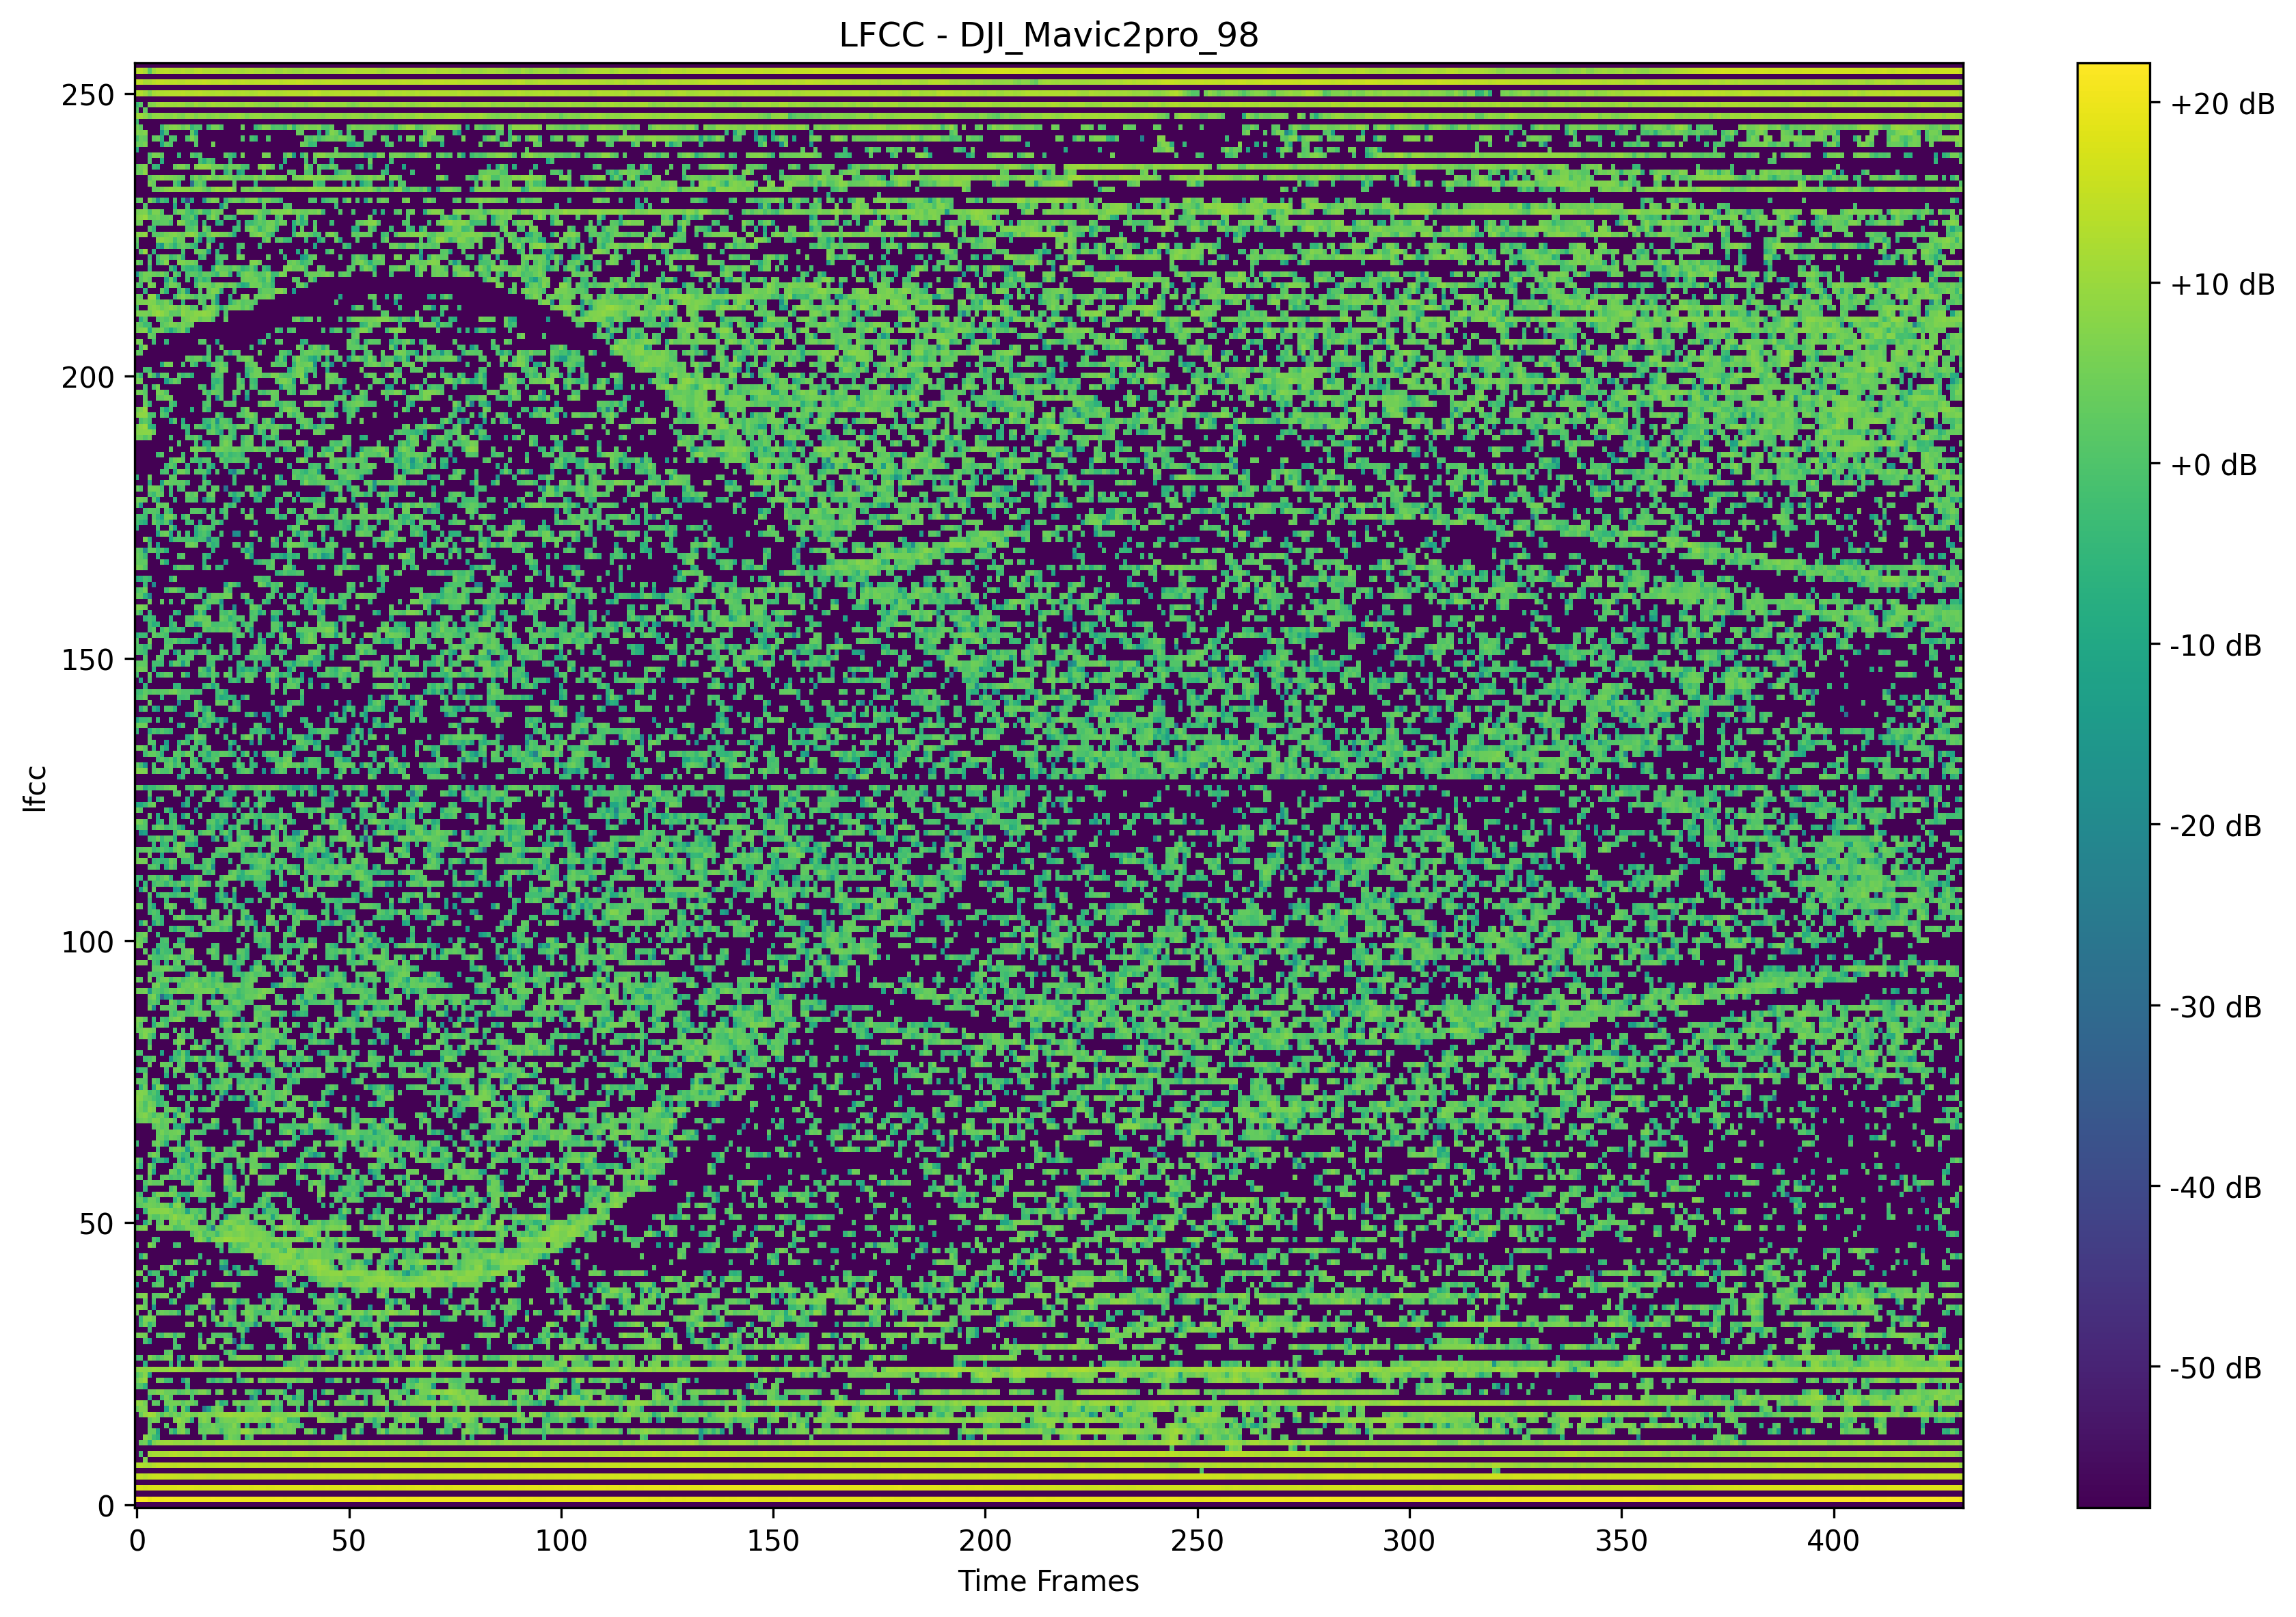 LFCC - DJI_Mavic2pro_98
250
200
150
100
50
0
lfcc
0 50 100 150 200 250 300 350 400
Time Frames
+20 dB
+10 dB
+0 dB
-10 dB
-20 dB
-30 dB
-40 dB
-50 dB